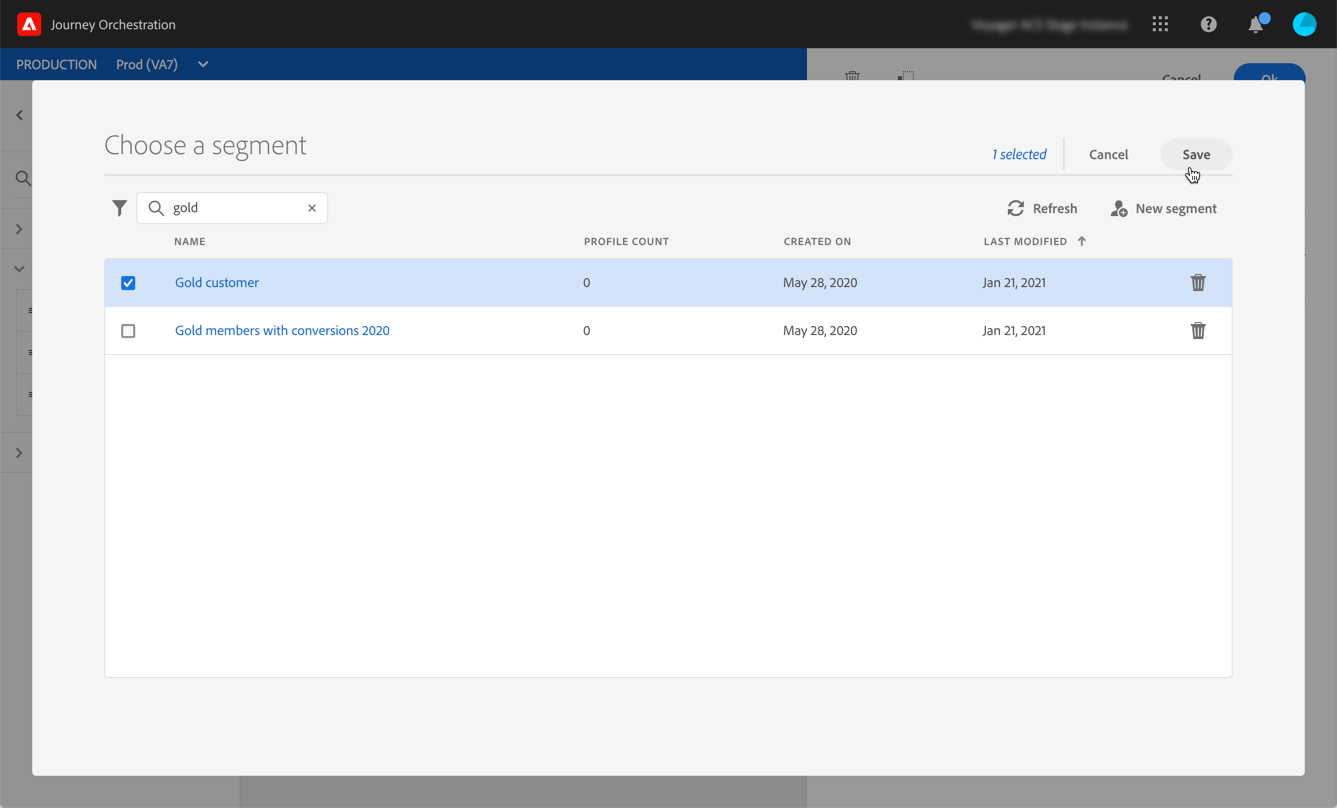 Journey Orchestration
PRODUCTION Prod (VA7)
Cancel Ok
Choose a segment
1 selected Cancel Save
gold Refresh New segment
NAME PROFILE COUNT CREATED ON LAST MODIFIED
Gold customer 0 May 28, 2020 Jan 21, 2021
Gold members with conversions 2020 0 May 28, 2020 Jan 21, 2021